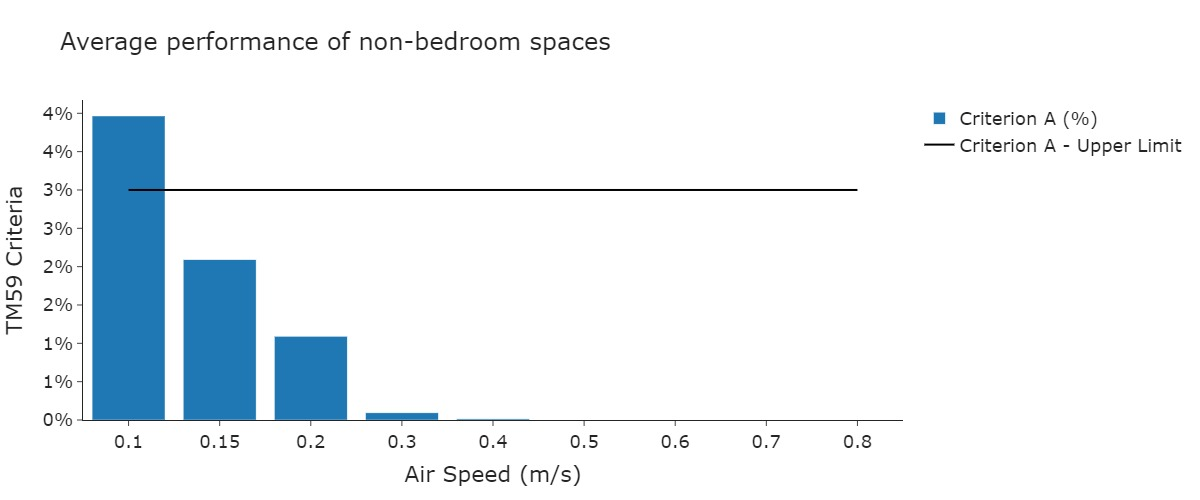 Average performance of non-bedroom spaces
Criterion A (%)
Criterion A - Upper Limit
TM59 Criteria
4%
4%
3%
3%
2%
2%
1%
1%
0%
0.1 0.15 0.2 0.3 0.4 0.5 0.6 0.7 0.8
Air Speed (m/s)